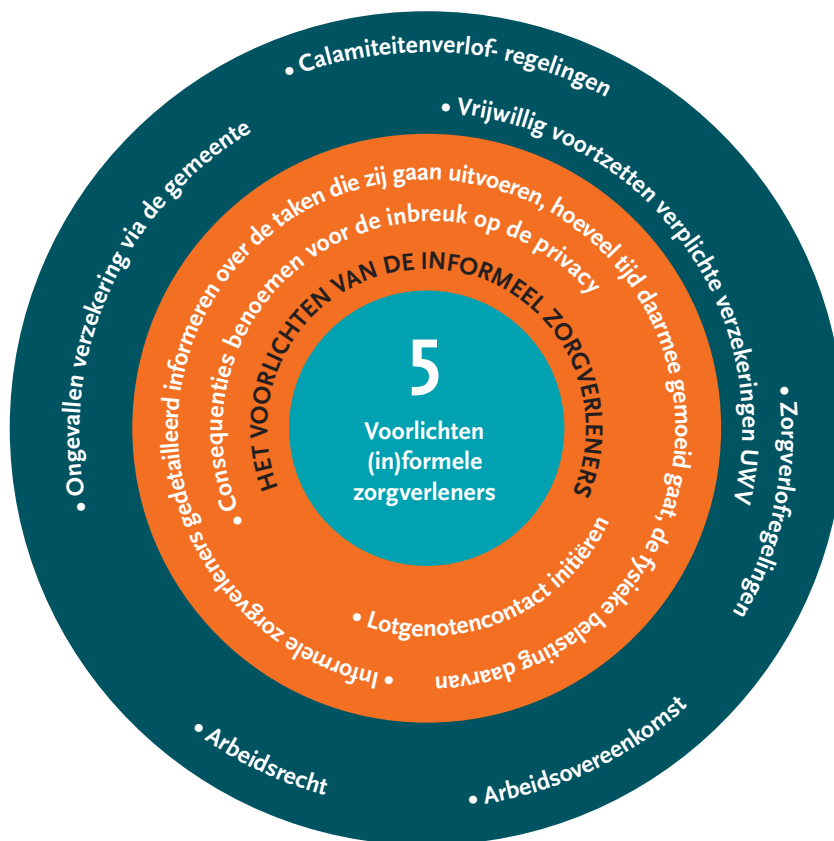 • Calamiteitenverlof- regelingen
• Vrijwillig voortzetten verplichte verzekeringen UWV
• Zorgverlofregelingen
• Arbeidsovereenkomst
• Arbeidsrecht
• Ongevallen verzekering via de gemeente
• Informele zorgverleners gedetailleerd informeren over de taken die zij gaan uitvoeren, hoeveel tijd daarmee gemoeid gaat, de fysieke belasting daarvan
• Consequenties benoemen voor de inbreuk op de privacy
• Lotgenotencontact initiëren
HET VOORLICHTEN VAN DE INFORMEEL ZORGVERLENERS
5
Voorlichten
(in)formele
zorgverleners